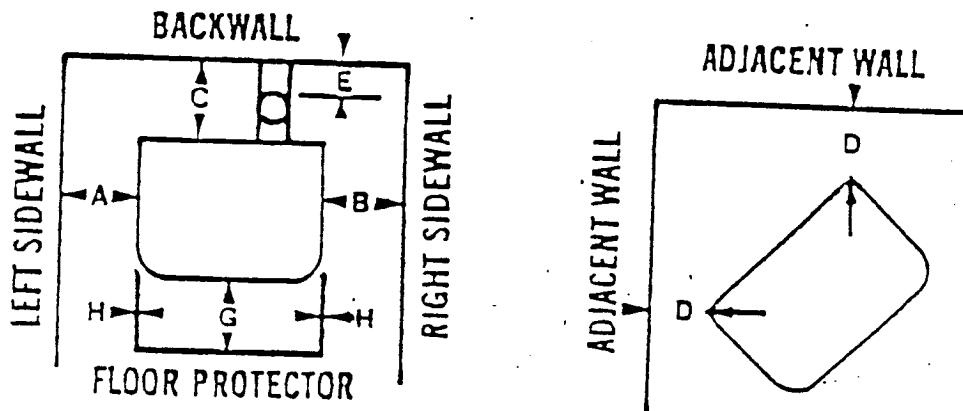 BACKWALL
E
C
LEFT SIDEWALL
A
B
RIGHT SIDEWALL
H
G
H
FLOOR PROTECTOR
ADJACENT WALL
D
ADJACENT WALL
D